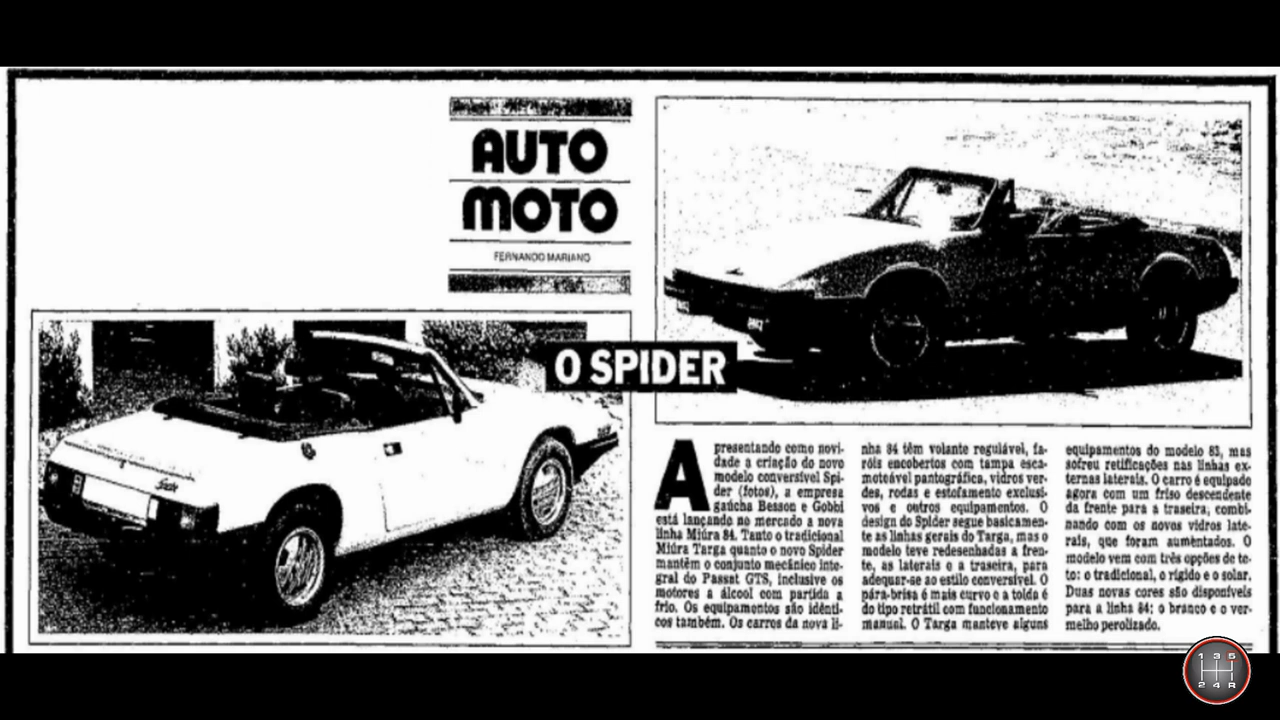 AUTO
MOTO
FERNANDO MARIANO
O SPIDER
Apresentando como novi-
dade a criação do novo
modelo conversível Spi-
der (fotos), a empresa
gaúcha Besson e Gobbi
está lançando no mercado a nova
linha Miúra 84. Tanto o tradicional
Miúra Targa quanto o novo Spider
mantêm o conjunto mecânico inte-
gral do Passat GTS, inclusive os
motores a álcool com partida a
frio. Os equipamentos são idênti-
cos também. Os carros da nova li-
nha 84 têm volante regulável, fa-
róis encobertos com tampa esca-
moteável pantográfica, vidros ver-
des, rodas e estofamento exclusi-
vos e outros equipamentos. O
design do Spider segue basicamen-
te as linhas gerais do Targa, mas o
modelo teve redesenhadas a fren-
te, as laterais e a traseira, para
adequar-se ao estilo conversível. O
pára-brisa é mais curvo e a tolda é
do tipo retrátil com funcionamento
manual. O Targa manteve alguns
equipamentos do modelo 83, mas
sofreu retificações nas linhas ex-
ternas laterais. O carro é equipado
agora com um friso descendente
da frente para a traseira, combi-
nando com os novos vidros late-
rais, que foram aumentados. O
modelo vem com três opções de te-
to: o tradicional, o rígido e o solar.
Duas novas cores são disponíveis
para a linha 84: o branco e o ver-
melho perolizado.
1 3 5
2 4 R